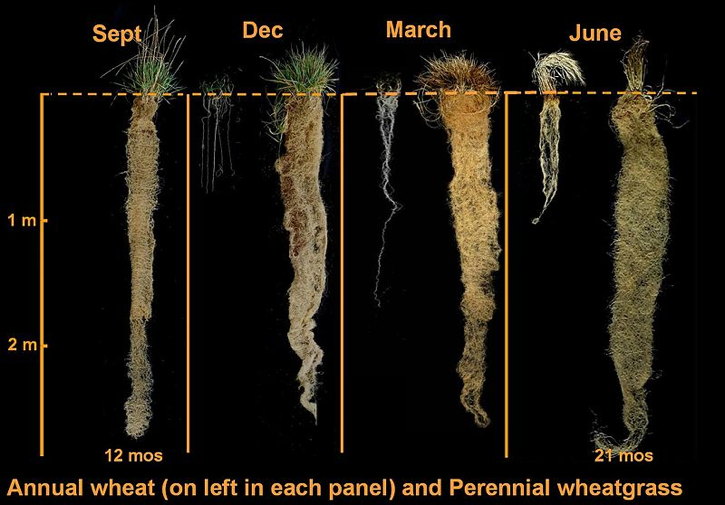 Sept Dec March June
1 m
2 m
12 mos 21 mos
Annual wheat (on left in each panel) and Perennial wheatgrass